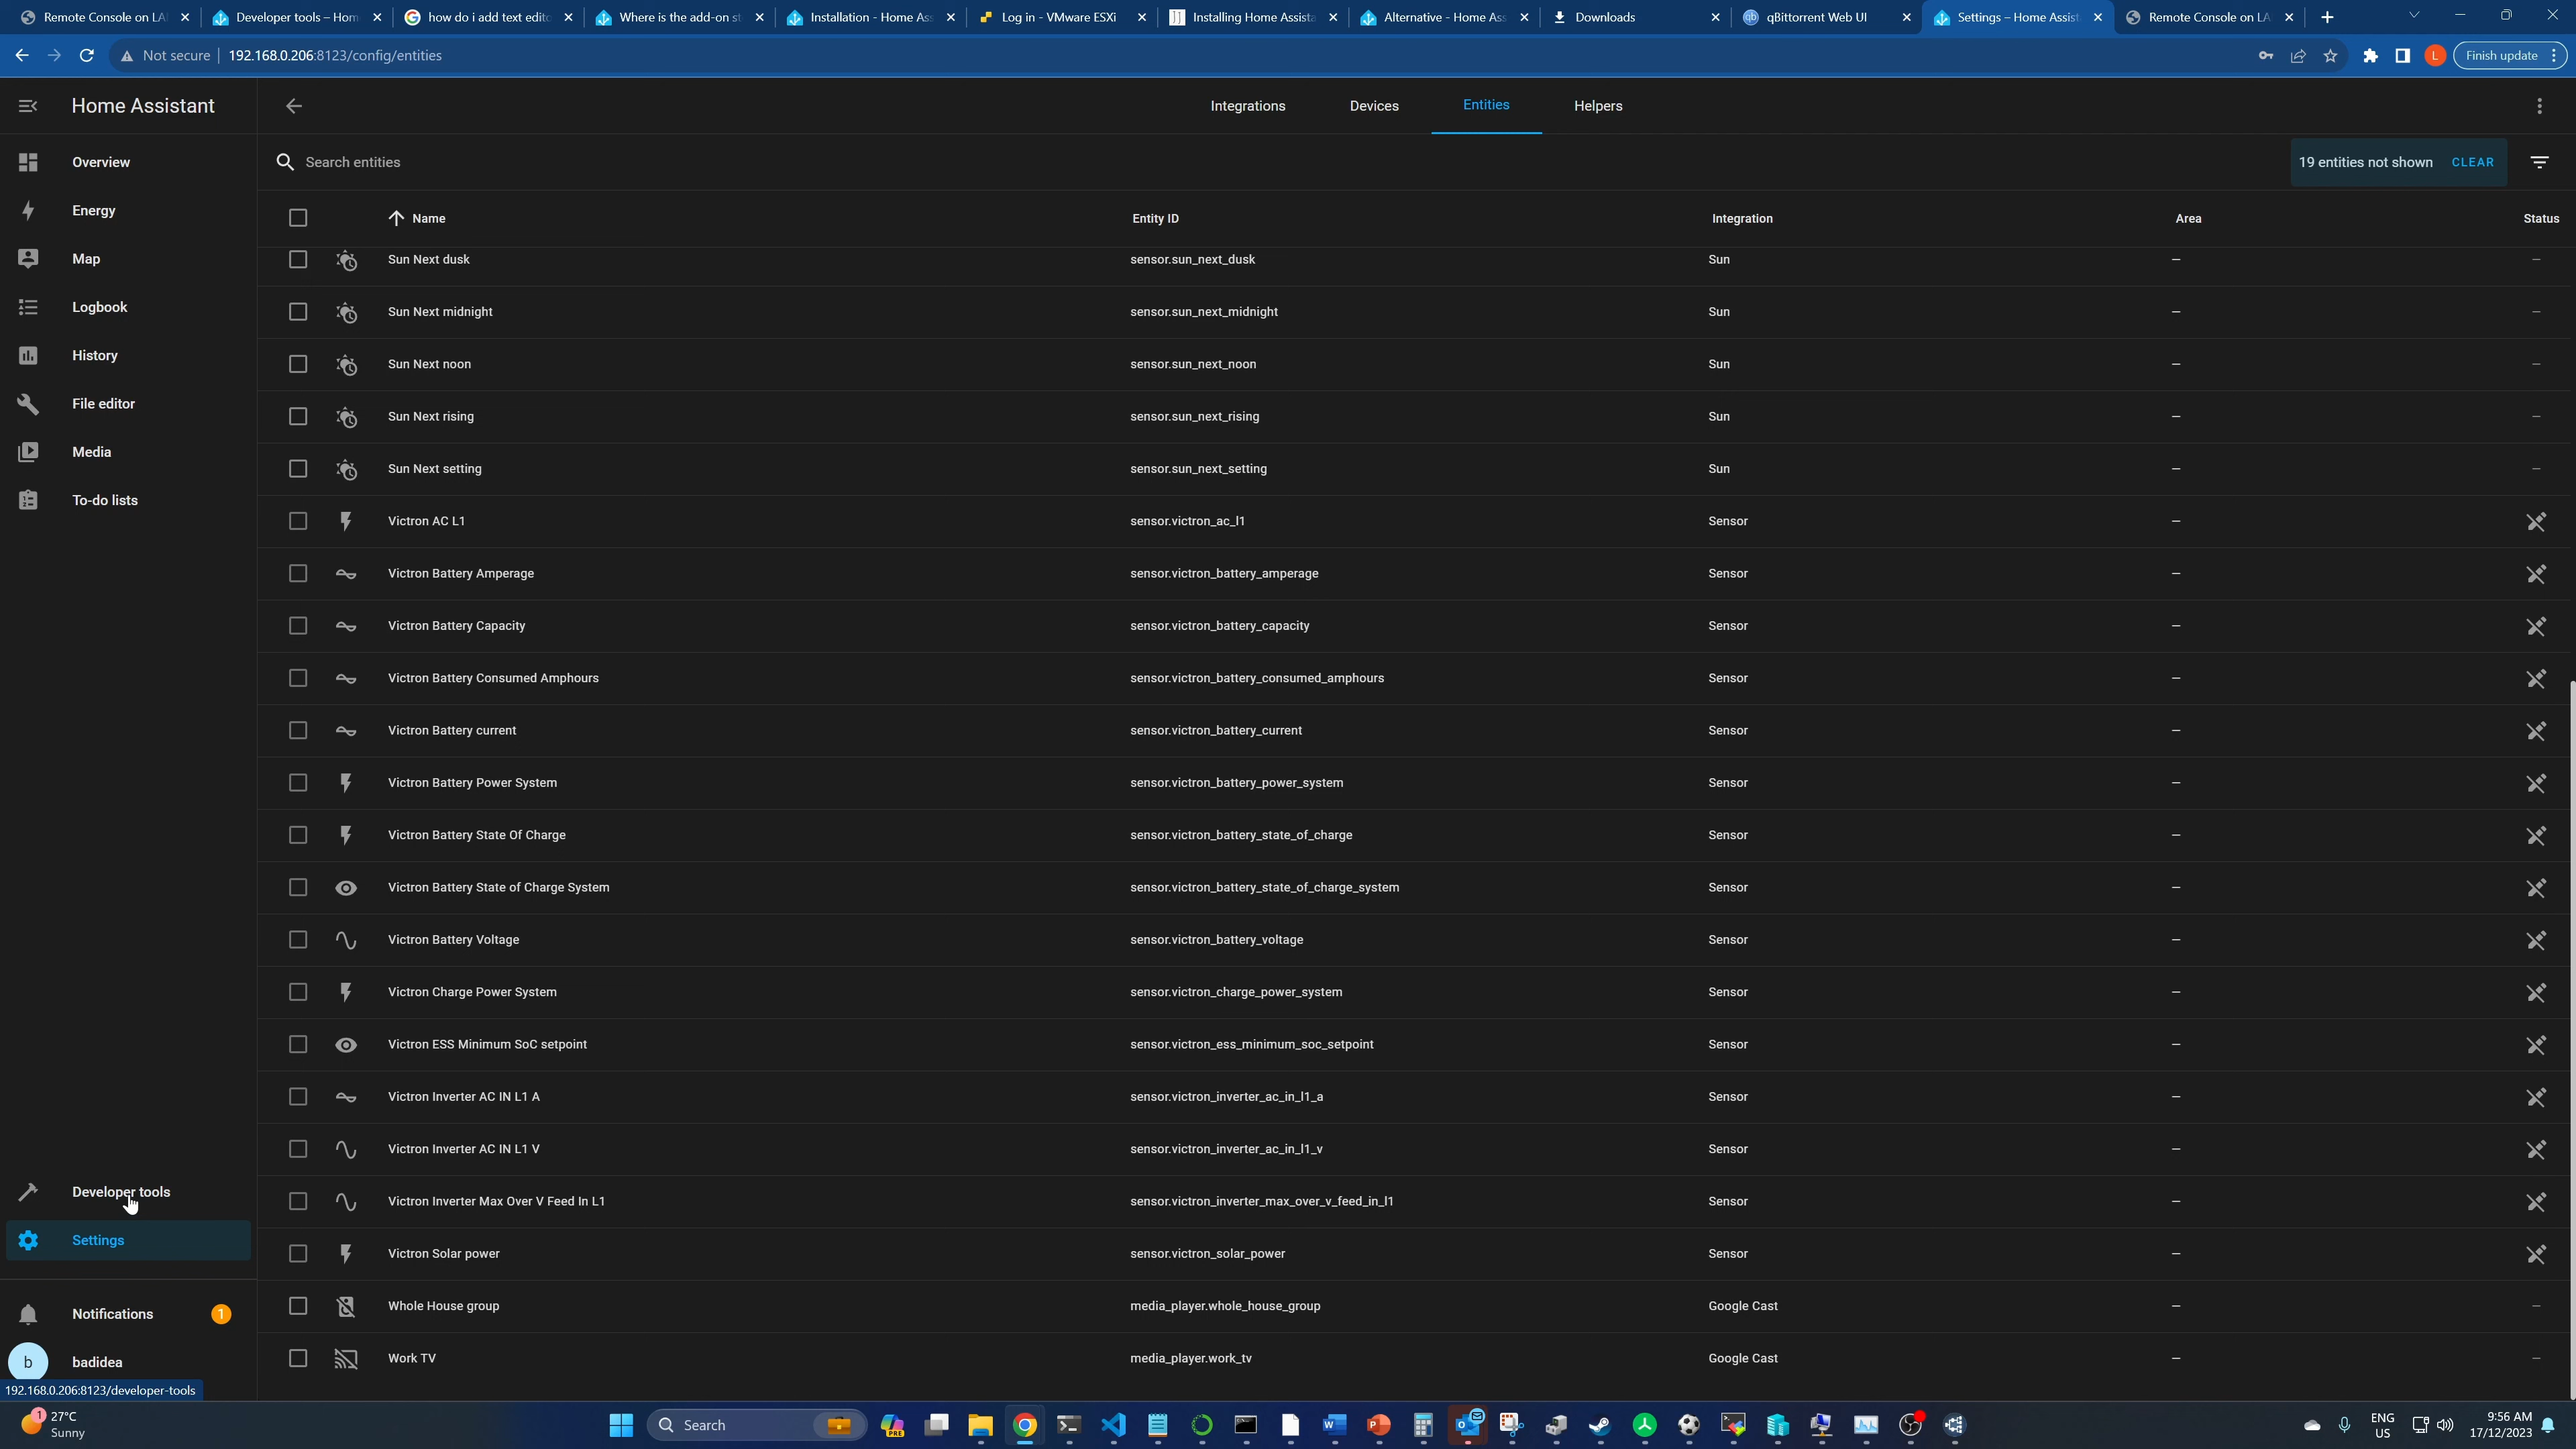 Remote Console on LA
Developer tools – Hom
how do i add text edito
Where is the add-on st
Installation - Home Ass
Log in - VMware ESXi
Installing Home Assista
Alternative - Home Ass
Downloads
qBittorrent Web UI
Settings – Home Assist
Remote Console on LA
Not secure
192.168.0.206:8123/config/entities
L
Finish update
Home Assistant
Integrations
Devices
Entities
Helpers
Overview
Search entities
19 entities not shown CLEAR
Energy
Map
Logbook
History
File editor
Media
To-do lists
Name Entity ID Integration Area Status
Sun Next dusk sensor.sun_next_dusk Sun – –
Sun Next midnight sensor.sun_next_midnight Sun – –
Sun Next noon sensor.sun_next_noon Sun – –
Sun Next rising sensor.sun_next_rising Sun – –
Sun Next setting sensor.sun_next_setting Sun – –
Victron AC L1 sensor.victron_ac_l1 Sensor –
Victron Battery Amperage sensor.victron_battery_amperage Sensor –
Victron Battery Capacity sensor.victron_battery_capacity Sensor –
Victron Battery Consumed Amphours sensor.victron_battery_consumed_amphours Sensor –
Victron Battery current sensor.victron_battery_current Sensor –
Victron Battery Power System sensor.victron_battery_power_system Sensor –
Victron Battery State Of Charge sensor.victron_battery_state_of_charge Sensor –
Victron Battery State of Charge System sensor.victron_battery_state_of_charge_system Sensor –
Victron Battery Voltage sensor.victron_battery_voltage Sensor –
Victron Charge Power System sensor.victron_charge_power_system Sensor –
Victron ESS Minimum SoC setpoint sensor.victron_ess_minimum_soc_setpoint Sensor –
Victron Inverter AC IN L1 A sensor.victron_inverter_ac_in_l1_a Sensor –
Victron Inverter AC IN L1 V sensor.victron_inverter_ac_in_l1_v Sensor –
Victron Inverter Max Over V Feed In L1 sensor.victron_inverter_max_over_v_feed_in_l1 Sensor –
Victron Solar power sensor.victron_solar_power Sensor –
Whole House group media_player.whole_house_group Google Cast – –
Work TV media_player.work_tv Google Cast – –
Developer tools
Settings
Notifications 1
b badidea
192.168.0.206:8123/developer-tools
1
27°C
Sunny
Search
PRE
ENG
US
9:56 AM
17/12/2023